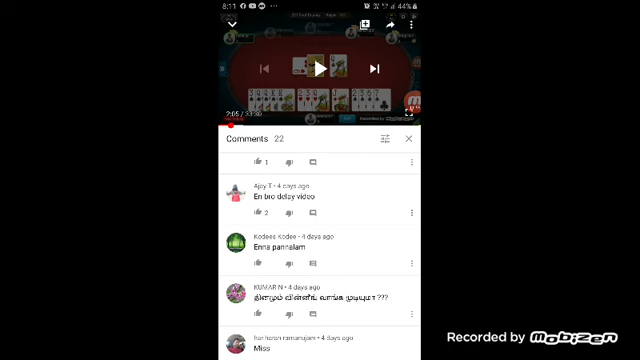 8:11
44%
2:05 / 33:30
Comments 22
1
Ajay T • 4 days ago
En bro delay video
2
Kodees Kodee • 4 days ago
Enna pannalam
KUMAR N • 4 days ago
தினமும் வின்னீங் வாங்க முடியுமா ???
hari haran ramanujam • 4 days ago
Miss
Recorded by MOBIZEN